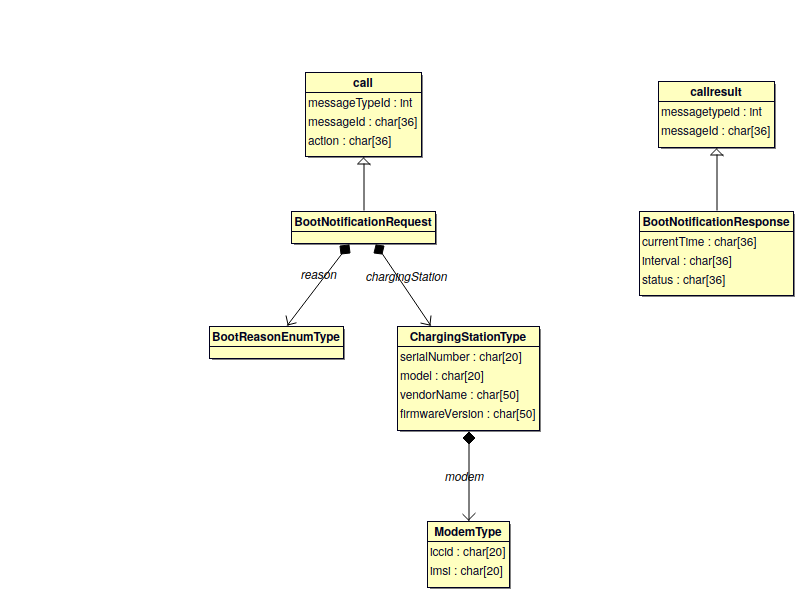 call
messageTypeId : int
messageId : char[36]
action : char[36]
callresult
messagetypeId : int
messageId : char[36]
BootNotificationRequest
BootNotificationResponse
currentTime : char[36]
interval : char[36]
status : char[36]
reason
chargingStation
BootReasonEnumType
ChargingStationType
serialNumber : char[20]
model : char[20]
vendorName : char[50]
firmwareVersion : char[50]
modem
ModemType
iccid : char[20]
imsi : char[20]